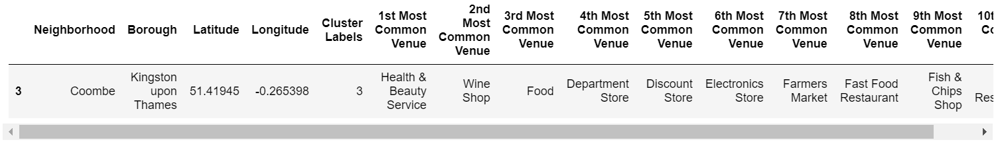 Neighborhood
Borough
Latitude
Longitude
Cluster
Labels
1st Most
Common
Venue
2nd
Most
Common
Venue
3rd Most
Common
Venue
4th Most
Common
Venue
5th Most
Common
Venue
6th Most
Common
Venue
7th Most
Common
Venue
8th Most
Common
Venue
9th Most
Common
Venue
3
Coombe
Kingston
upon
Thames
51.41945
-0.265398
3
Health &
Beauty
Service
Wine
Shop
Food
Department
Store
Discount
Store
Electronics
Store
Farmers
Market
Fast Food
Restaurant
Fish &
Chips
Shop